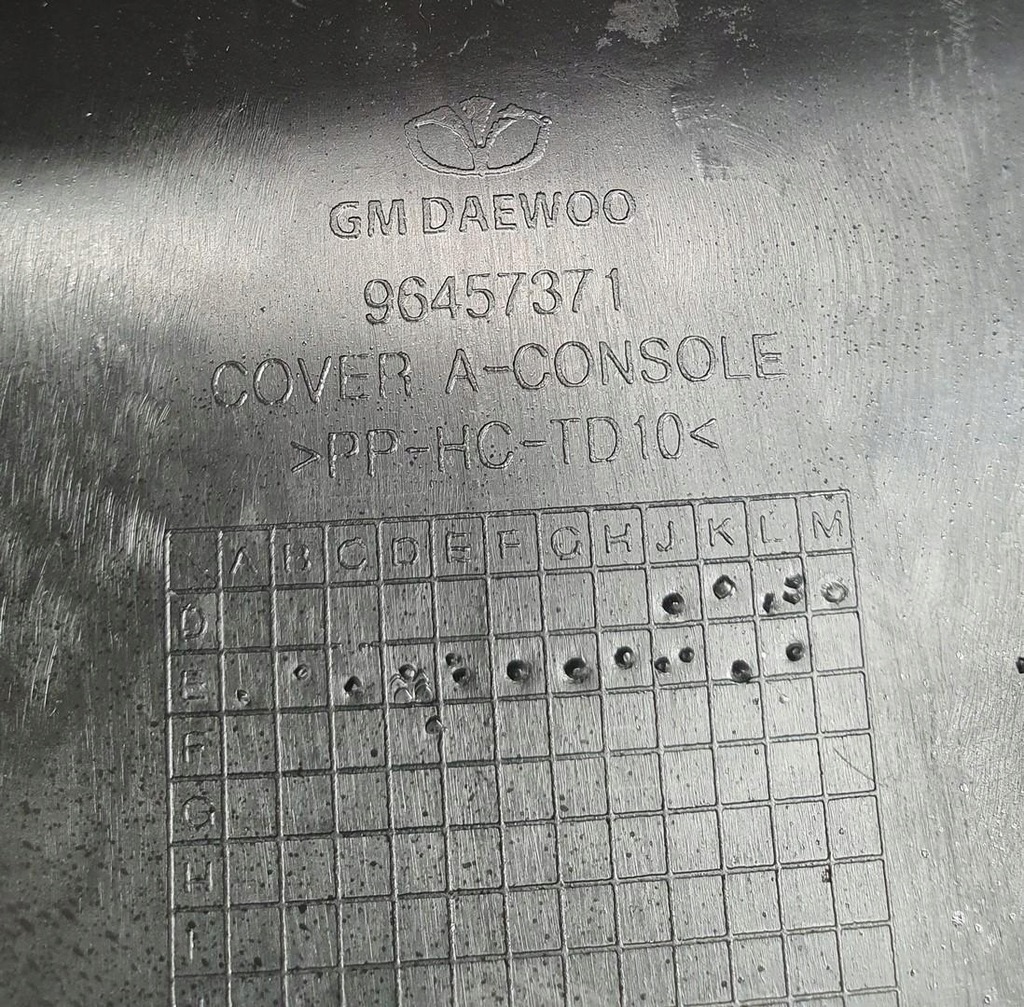 GM DAEWOO
96457371
COVER A-CONSOLE
>PP-HC-TD10<
A B C D E F G H J K L M
D
E
F
G
H
I